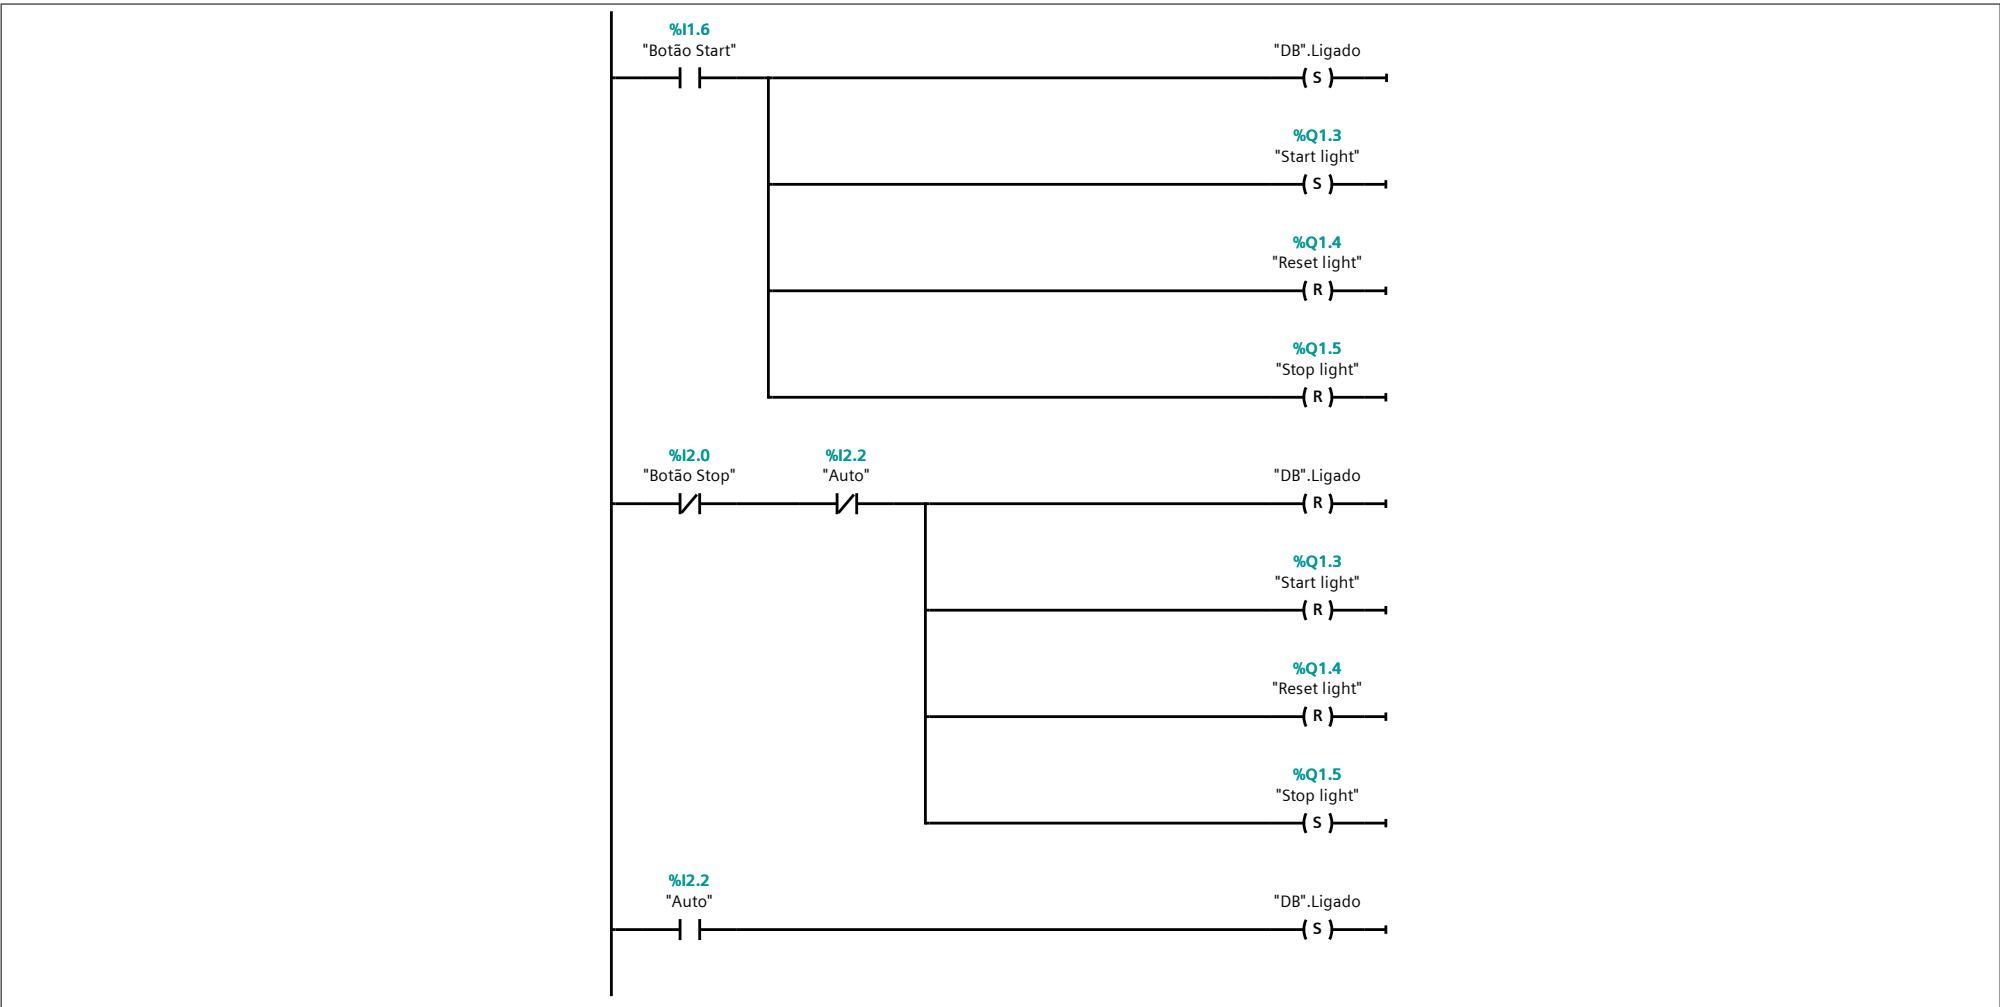 %I1.6
"Botão Start"
"DB".Ligado
S
%Q1.3
"Start light"
S
%Q1.4
"Reset light"
R
%Q1.5
"Stop light"
R
%I2.0
"Botão Stop"
%I2.2
"Auto"
"DB".Ligado
R
%Q1.3
"Start light"
R
%Q1.4
"Reset light"
R
%Q1.5
"Stop light"
S
%I2.2
"Auto"
"DB".Ligado
S